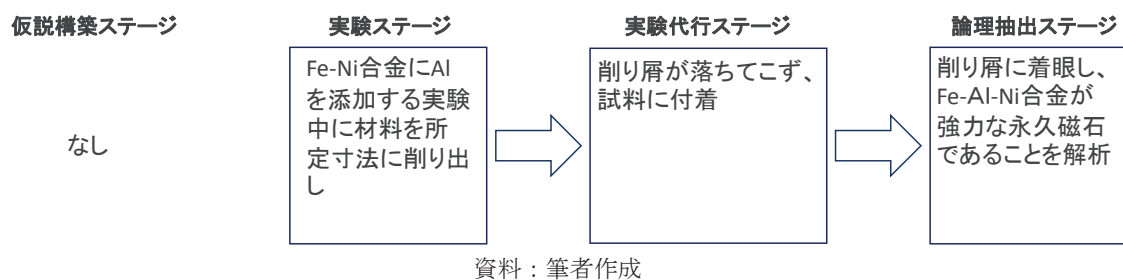 仮説構築ステージ
実験ステージ
実験代行ステージ
論理抽出ステージ
なし
Fe-Ni合金にAl
を添加する実験
中に材料を所
定寸法に削り出
し
削り屑が落ちてこず、
試料に付着
削り屑に着眼し、
Fe-Al-Ni合金が
強力な永久磁石
であることを解析
資料：筆者作成